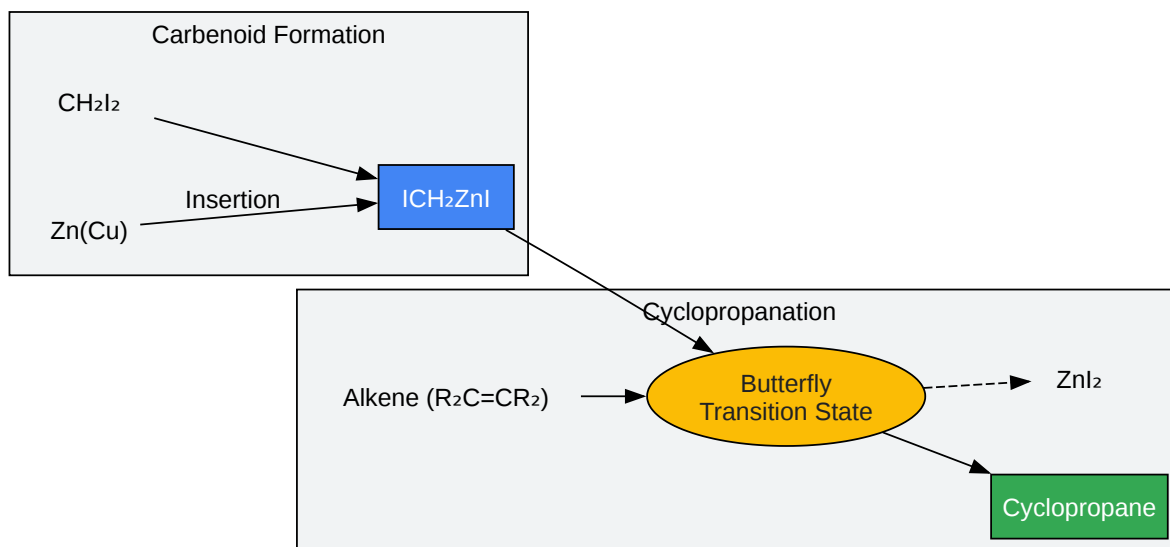 Carbenoid Formation
CH₂I₂
Insertion
ICH₂ZnI
Zn(Cu)
Cyclopropanation
Alkene (R₂C=CR₂)
Butterfly
Transition State
ZnI₂
Cyclopropane